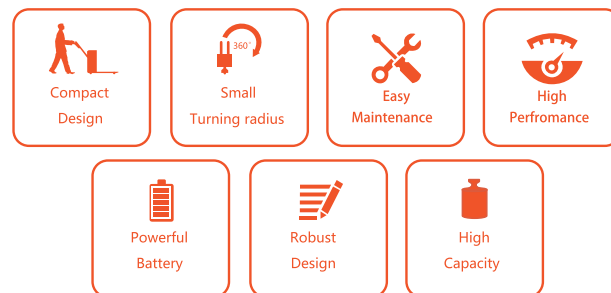 Compact
Design
360°
Small
Turning radius
Easy
Maintenance
High
Perfromance
Powerful
Battery
Robust
Design
High
Capacity